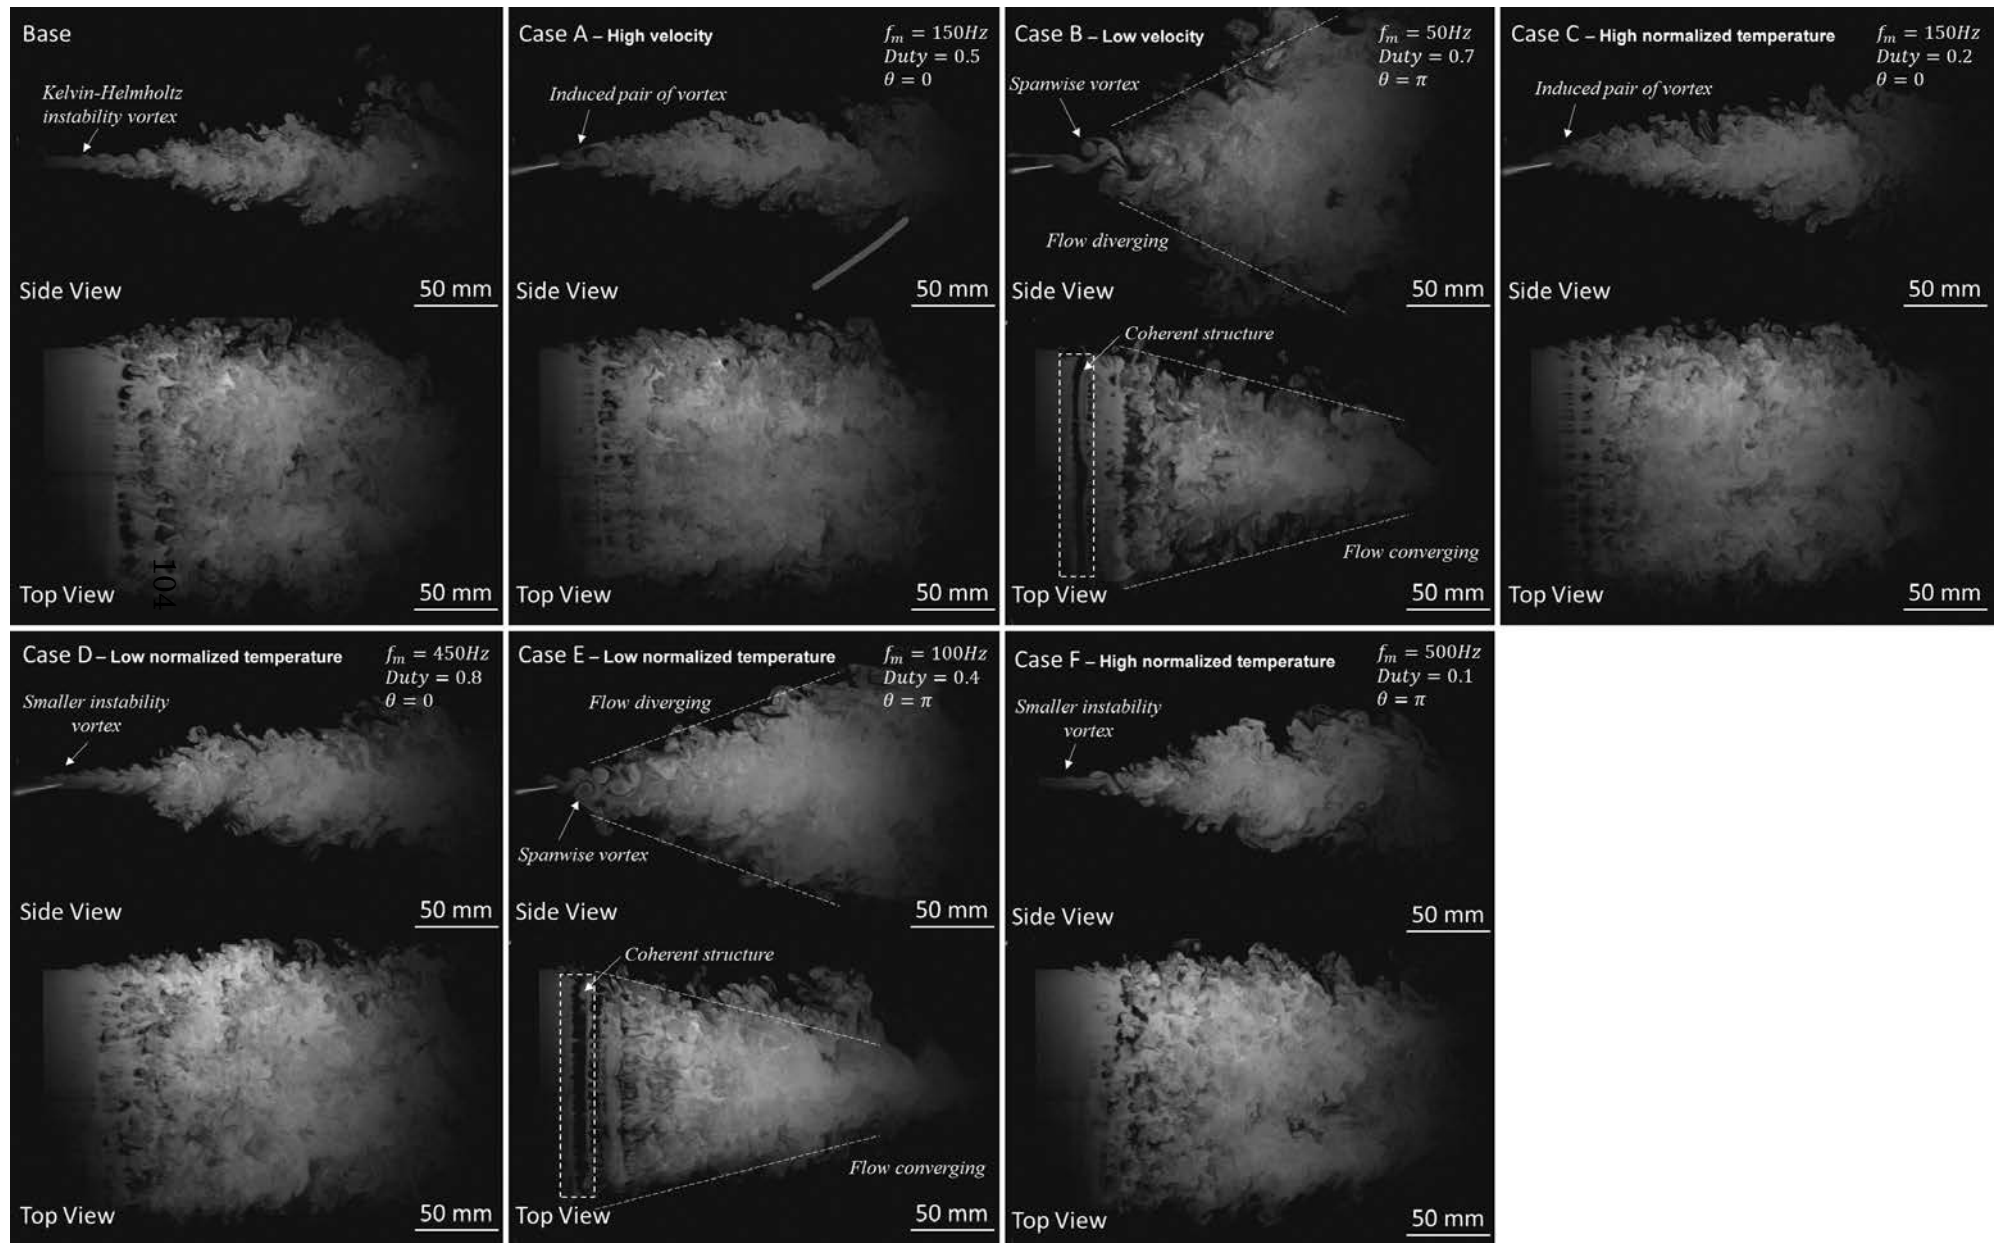 Base
Kelvin-Helmholtz
instability vortex
Side View
50 mm
104
Top View
50 mm
Case A – High velocity
f_m = 150Hz
Duty = 0.5
θ = 0
Induced pair of vortex
Side View
50 mm
Top View
50 mm
Case B – Low velocity
f_m = 50Hz
Duty = 0.7
θ = π
Spanwise vortex
Flow diverging
Side View
50 mm
Coherent structure
Flow converging
Top View
50 mm
Case C – High normalized temperature
f_m = 150Hz
Duty = 0.2
θ = 0
Induced pair of vortex
Side View
50 mm
Top View
50 mm
Case D – Low normalized temperature
f_m = 450Hz
Duty = 0.8
θ = 0
Smaller instability
vortex
Side View
50 mm
Top View
50 mm
Case E – Low normalized temperature
f_m = 100Hz
Duty = 0.4
θ = π
Flow diverging
Spanwise vortex
Side View
50 mm
Coherent structure
Flow converging
Top View
50 mm
Case F – High normalized temperature
f_m = 500Hz
Duty = 0.1
θ = π
Smaller instability
vortex
Side View
50 mm
Top View
50 mm